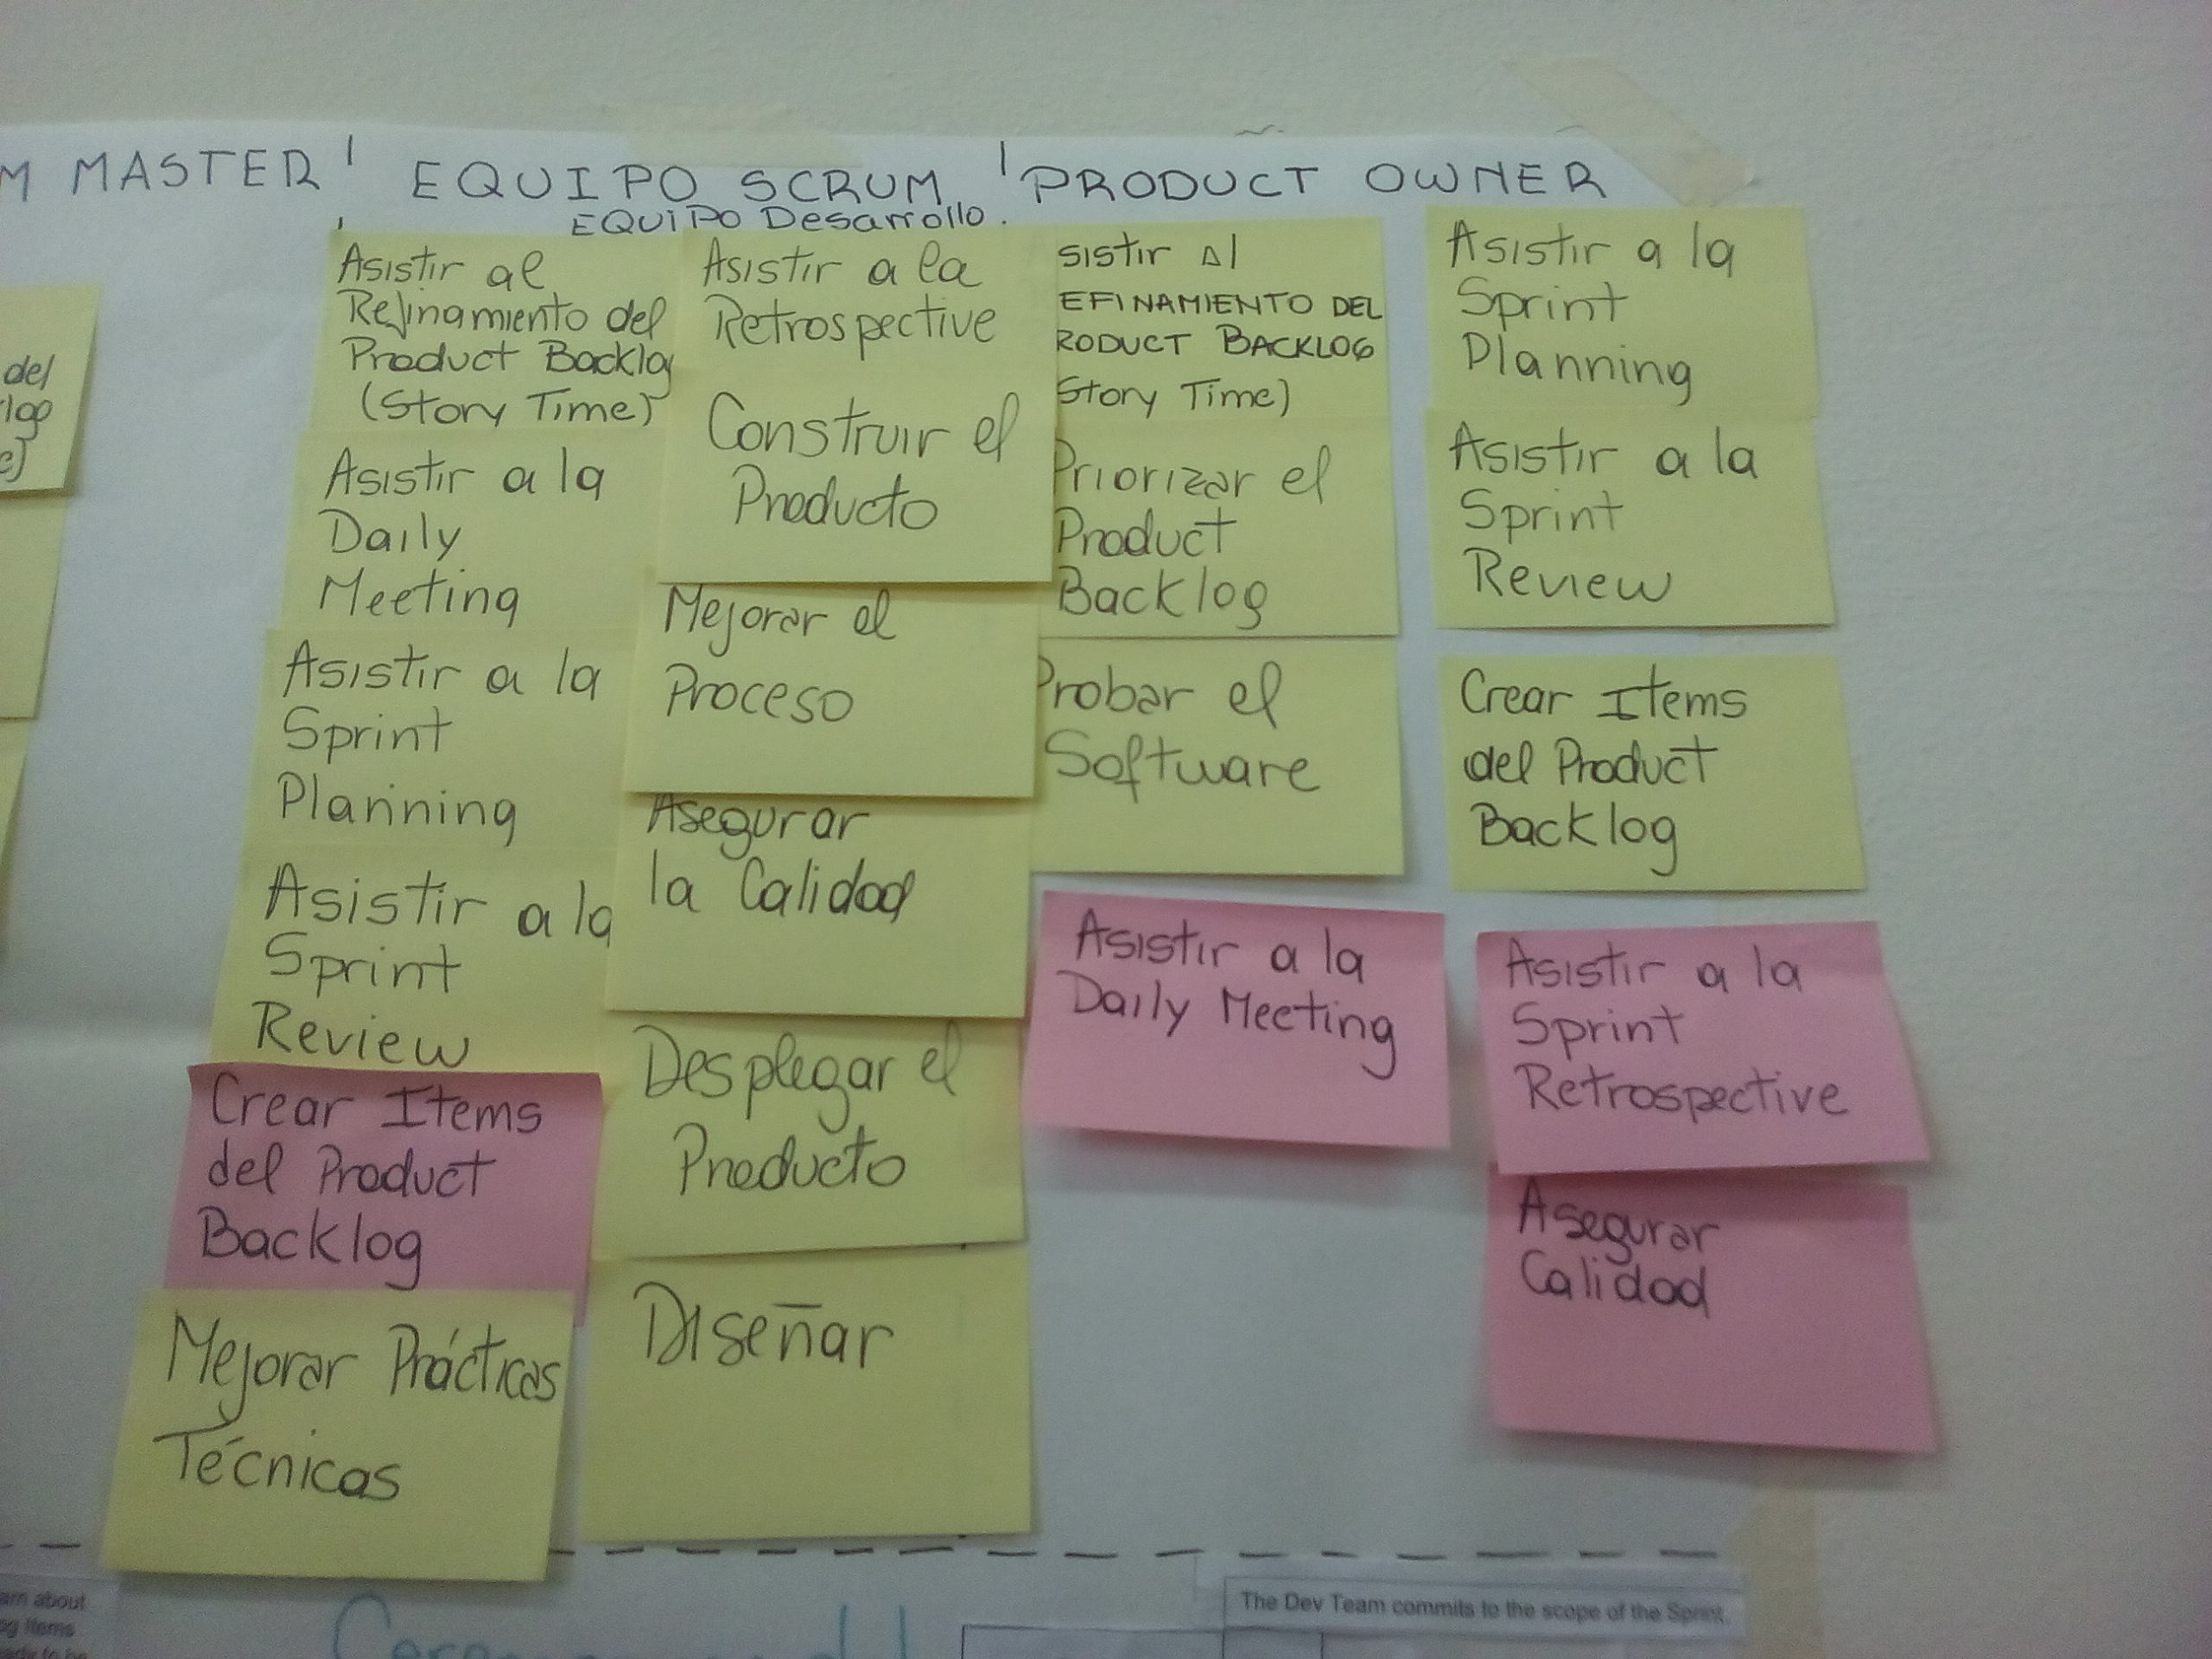 M MASTER
EQUIPO SCRUM
EQUIPO Desarrollo.
PRODUCT OWNER
del
Asistir al
Refinamiento del
Product Backlog
(Story Time)
Asistir a la
Daily
Meeting
Asistir a la
Sprint
Planning
Asistir a la
Sprint
Review
Crear Items
del Product
Backlog
Mejorar Prácticas
Técnicas
Asistir a la
Retrospective
Construir el
Producto
Mejorar el
Proceso
Asegurar
la Calidad
Desplegar el
Producto
Diseñar
sistir Al
EFINAMIENTO DEL
RODUCT BACKLOG
Story Time)
Priorizar el
Product
Backlog
Probar el
Software
Asistir a la
Daily Meeting
Asistir a la
Sprint
Planning
Asistir a la
Sprint
Review
Crear Items
del Product
Backlog
Asistir a la
Sprint
Retrospective
Asegurar
Calidad
about
Items
to be
The Dev Team commits to the scope of the Sprint.